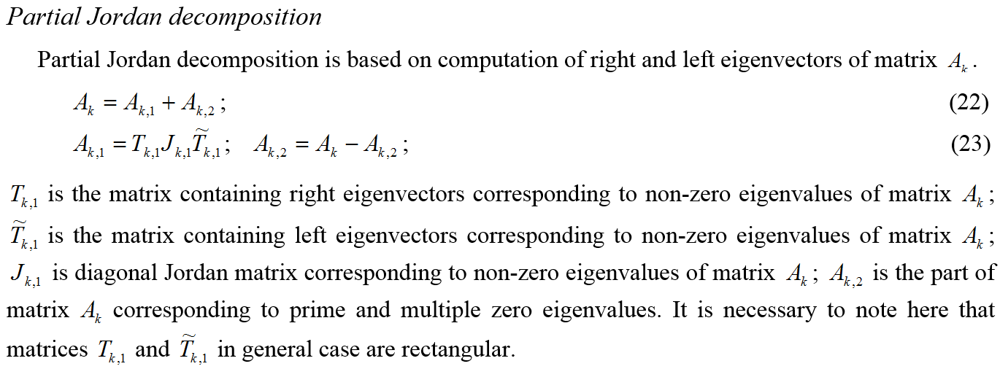 Partial Jordan decomposition
Partial Jordan decomposition is based on computation of right and left eigenvectors of matrix $A_k$.
$A_k = A_{k,1} + A_{k,2}$; (22)
$A_{k,1} = T_{k,1} J_{k,1} \tilde{T}_{k,1}$; $A_{k,2} = A_k - A_{k,2}$; (23)
$T_{k,1}$ is the matrix containing right eigenvectors corresponding to non-zero eigenvalues of matrix $A_k$;
$\tilde{T}_{k,1}$ is the matrix containing left eigenvectors corresponding to non-zero eigenvalues of matrix $A_k$;
$J_{k,1}$ is diagonal Jordan matrix corresponding to non-zero eigenvalues of matrix $A_k$; $A_{k,2}$ is the part of
matrix $A_k$ corresponding to prime and multiple zero eigenvalues. It is necessary to note here that
matrices $T_{k,1}$ and $\tilde{T}_{k,1}$ in general case are rectangular.